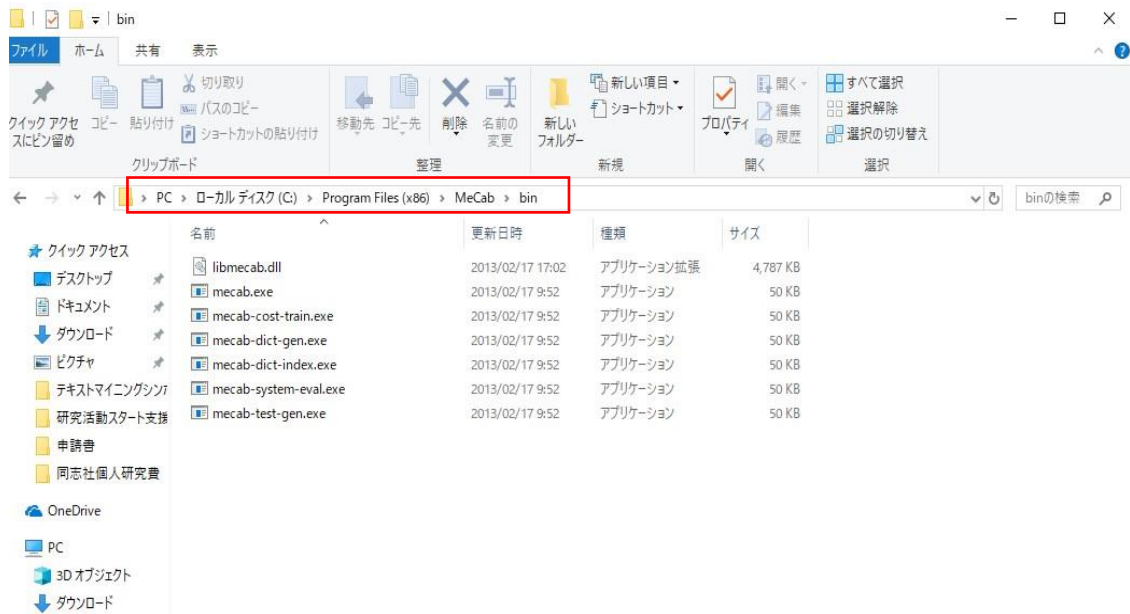 bin
ファイル ホーム 共有 表示
クイック アクセスにピン留め
コピー
貼り付け
切り取り
パスのコピー
ショートカットの貼り付け
クリップボード
移動先
コピー先
削除
名前の変更
整理
新しいフォルダー
新しい項目
ショートカット
新規
プロパティ
開く
編集
履歴
開く
すべて選択
選択解除
選択の切り替え
選択
PC › ローカル ディスク (C:) › Program Files (x86) › MeCab › bin
binの検索
クイック アクセス
デスクトップ
ドキュメント
ダウンロード
ピクチャ
テキストマイニングシンポ
研究活動スタート支援
申請書
同志社個人研究費
OneDrive
PC
3D オブジェクト
ダウンロード
名前 更新日時 種類 サイズ
libmecab.dll 2013/02/17 17:02 アプリケーション拡張 4,787 KB
mecab.exe 2013/02/17 9:52 アプリケーション 50 KB
mecab-cost-train.exe 2013/02/17 9:52 アプリケーション 50 KB
mecab-dict-gen.exe 2013/02/17 9:52 アプリケーション 50 KB
mecab-dict-index.exe 2013/02/17 9:52 アプリケーション 50 KB
mecab-system-eval.exe 2013/02/17 9:52 アプリケーション 50 KB
mecab-test-gen.exe 2013/02/17 9:52 アプリケーション 50 KB